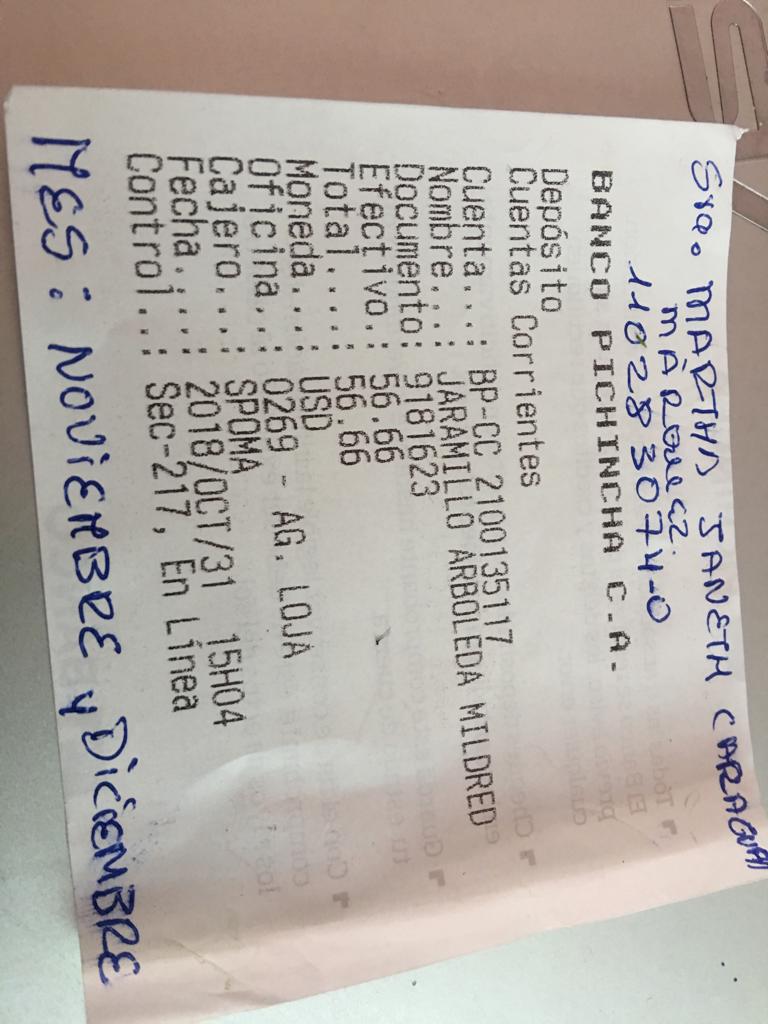 Sra. MARTHA JANETH CARAGUAY
MÁRQUEZ.
110283074-0
BANCO PICHINCHA C.A.
Depósito
Cuentas Corrientes
Cuenta...: BP-CC 2100135117
Nombre...: JARAMILLO ARBOLEDA MILDRED
Documento: 9181623
Efectivo.: 56.66
Total....: 56.66
Moneda...: USD
Oficina..: 0269 - AG. LOJA
Cajero...: SPOMA
Fecha....: 2018/OCT/31 15H04
Control..: Sec-217, En Línea
MES: NOVIEMBRE y DiCiEMBRE